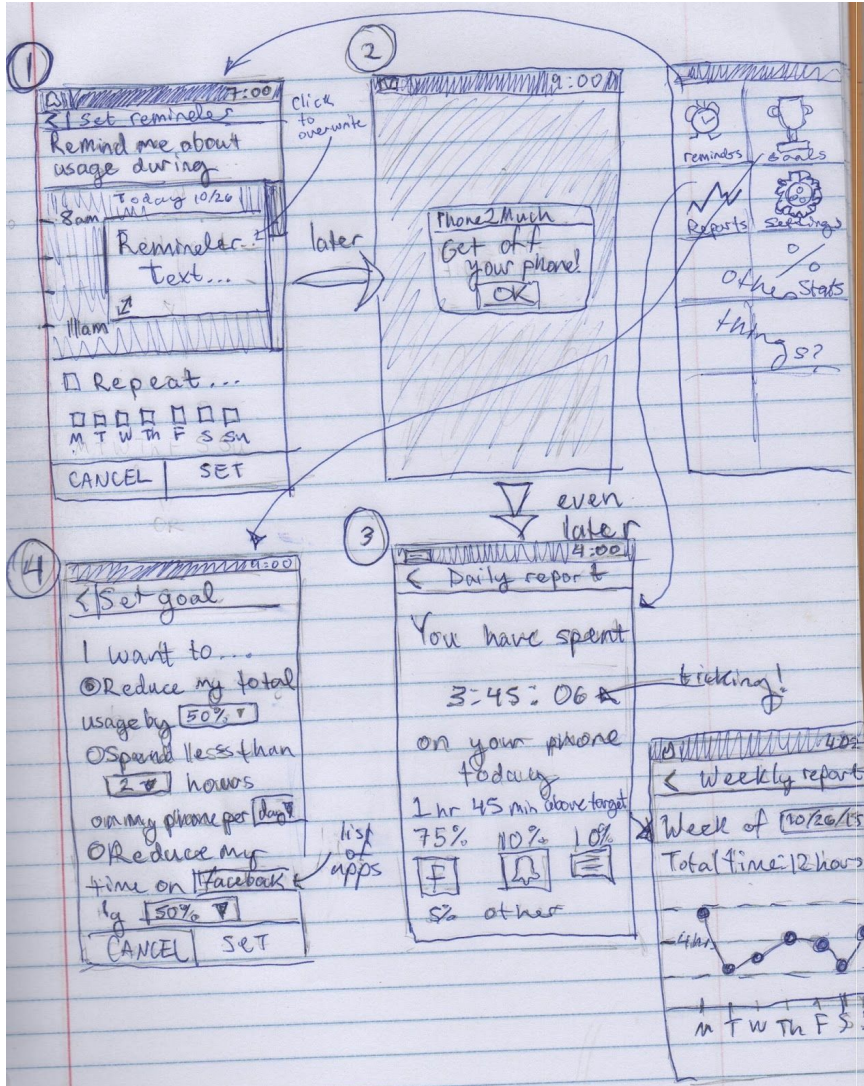 1
7:00
< Set reminder
Remind me about
usage during
Today 10/26
8am
Reminder
Text...
11am
Repeat...
M T W Th F S Su
CANCEL SET
click
to
overwrite
later
2
9:00
Phone2Much
Get off
your phone!
OK
reminders Goals
Reports Settings
Other Stats
things?
even
later
3
4:00
< Daily report
You have spent
3:45:06
ticking!
on your phone
today
1 hr 45 min above target
75% 10% 10%
F
5% other
4
9:00
< Set goal
I want to...
Reduce my total
usage by 50%
Spend less than
2 hours
on my phone per day
Reduce my
time on Facebook
by 50%
CANCEL SET
list
of
apps
< Weekly report
Week of 10/26/15
Total time: 12 hours
4hr
M T W Th F S